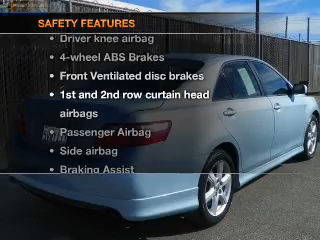 SAFETY FEATURES
• Driver knee airbag
• 4-wheel ABS Brakes
• Front Ventilated disc brakes
• 1st and 2nd row curtain head
airbags
• Passenger Airbag
• Side airbag
• Braking Assist